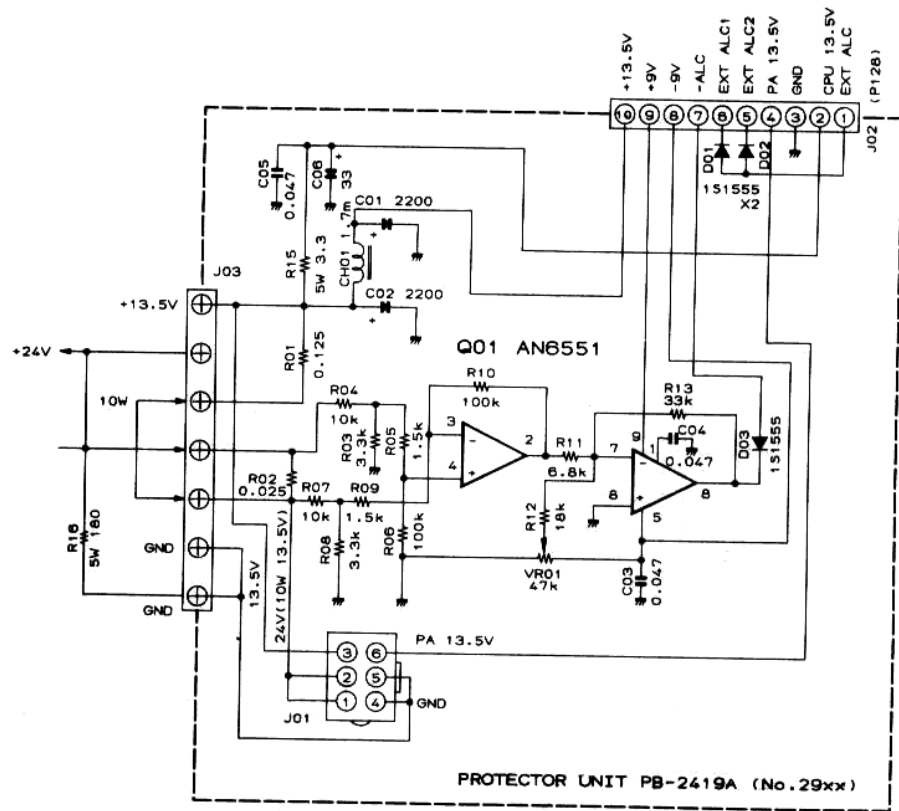 +13.5V
+9V
-9V
-ALC
EXT ALC1
EXT ALC2
PA 13.5V
GND
CPU 13.5V
EXT ALC
(P128)
10 9 8 7 6 5 4 3 2 1
J02
D01
D02
1S1555
X2
C05
0.047
C06
33
+
C01 2200
+
1.7m
CH01
R15
5W 3.3
C02 2200
+
J03
+13.5V
+24V
10W
R01
0.125
Q01 AN6551
R10
100k
R04
10k
R03
3.3k
R05
1.5k
3
-
4
+
2
R11
6.8k
R13
33k
C04
0.047
D03
1S1555
7
9
1
-
8
+
8
5
R02
0.025
R07
10k
R09
1.5k
R08
3.3k
R06
100k
R12
18k
VR01
47k
C03
0.047
R16
5W 180
GND
GND
13.5V
24V(10W 13.5V)
PA 13.5V
3 6
2 5
1 4
GND
J01
PROTECTOR UNIT PB-2419A (No.29xx)